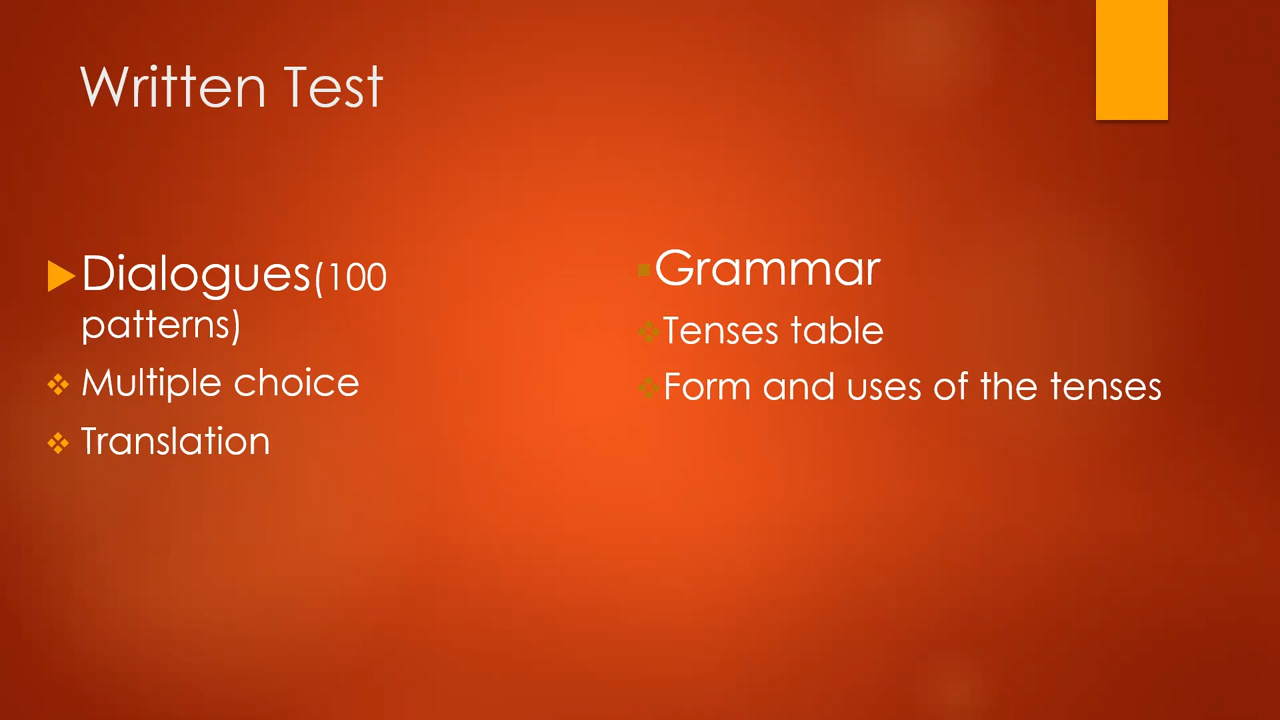 Written Test
Dialogues(100
patterns)
Multiple choice
Translation
Grammar
Tenses table
Form and uses of the tenses